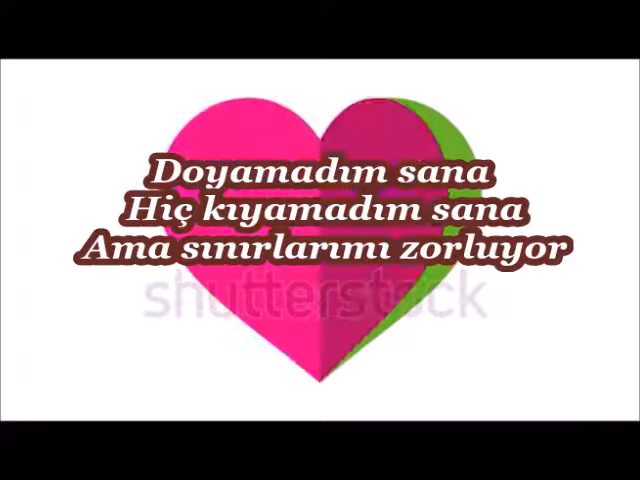 Doyamadım sana
Hiç kıyamadım sana
Ama sınırlarımı zorluyor
shutterstock